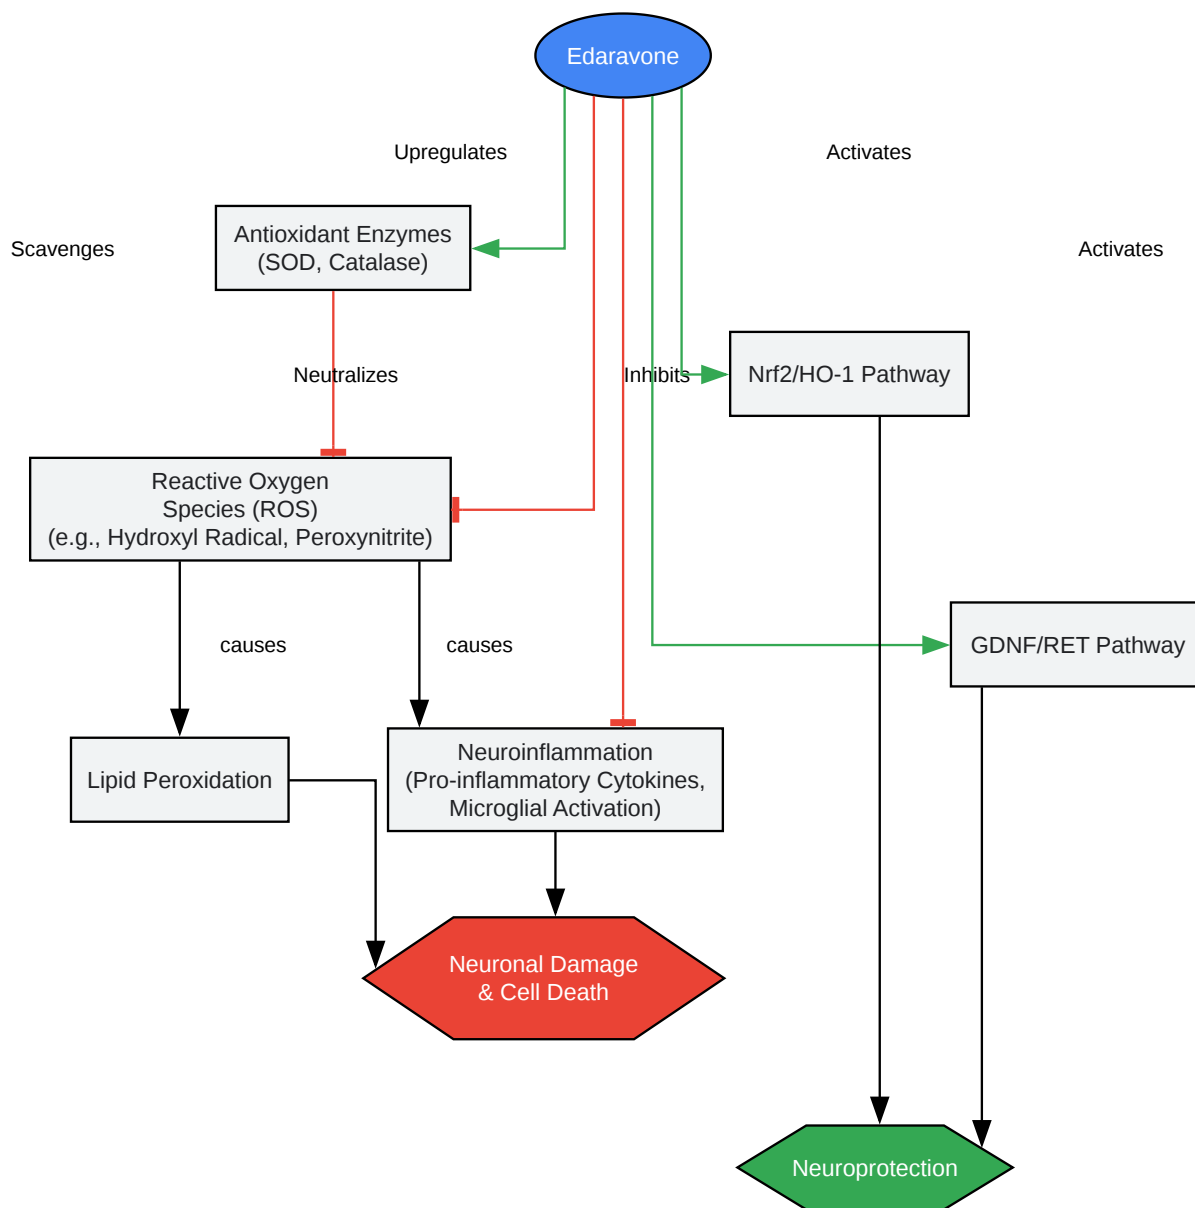 Edaravone
Upregulates
Activates
Antioxidant Enzymes
(SOD, Catalase)
Scavenges
Activates
Neutralizes
Inhibits
Nrf2/HO-1 Pathway
Reactive Oxygen
Species (ROS)
(e.g., Hydroxyl Radical, Peroxynitrite)
causes
causes
GDNF/RET Pathway
Lipid Peroxidation
Neuroinflammation
(Pro-inflammatory Cytokines,
Microglial Activation)
Neuronal Damage
& Cell Death
Neuroprotection